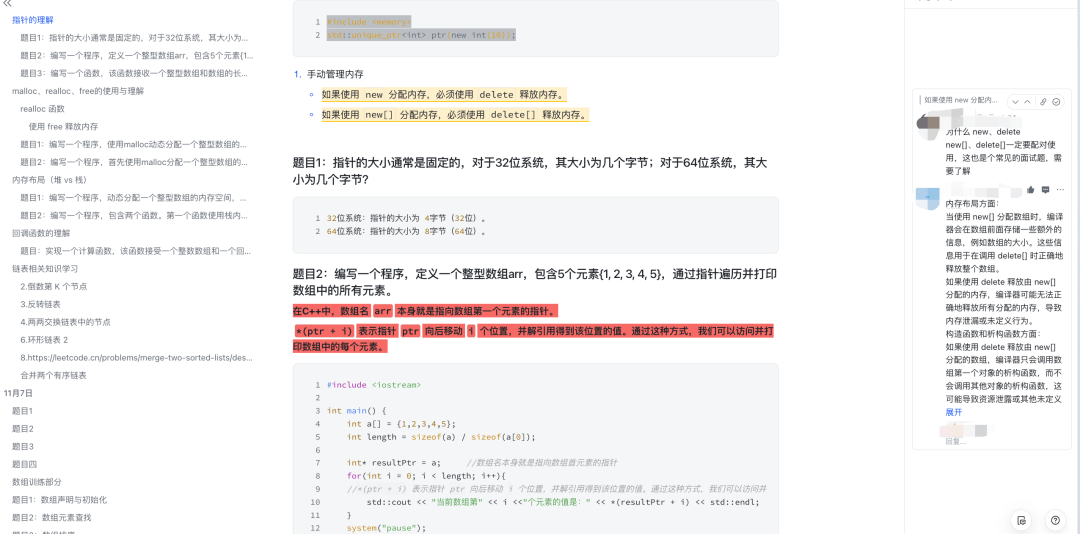 指针的理解
题目1：指针的大小通常是固定的，对于32位系统，其大小为...
题目2：编写一个程序，定义一个整型数组arr，包含5个元素{1...
题目3：编写一个函数，该函数接收一个整型数组和数组的长...
malloc、realloc、free的使用与理解
realloc 函数
使用 free 释放内存
题目1：编写一个程序，使用malloc动态分配一个整型数组的...
题目2：编写一个程序，首先使用malloc分配一个整型数组的...
内存布局（堆 vs 栈）
题目1：编写一个程序，动态分配一个整型数组的内存空间，...
题目2：编写一个程序，包含两个函数。第一个函数使用栈内...
回调函数的理解
题目：实现一个计算函数，该函数接受一个整数数组和一个回...
链表相关知识学习
2.倒数第 K 个节点
3.反转链表
4.两两交换链表中的节点
6.环形链表 2
8.https://leetcode.cn/problems/merge-two-sorted-lists/des...
合并两个有序链表
11月7日
题目1
题目2
题目3
题目四
数组训练部分
题目1：数组声明与初始化
题目2：数组元素查找
1 #include <memory>
2 std::unique_ptr<int> ptr(new int(10));
1. 手动管理内存
如果使用 new 分配内存，必须使用 delete 释放内存。
如果使用 new[] 分配内存，必须使用 delete[] 释放内存。
题目1：指针的大小通常是固定的，对于32位系统，其大小为几个字节；对于64位系统，其大
小为几个字节？
1 32位系统：指针的大小为 4字节（32位）。
2 64位系统：指针的大小为 8字节（64位）。
题目2：编写一个程序，定义一个整型数组arr，包含5个元素{1, 2, 3, 4, 5}，通过指针遍历并打印
数组中的所有元素。
在C++中，数组名 arr 本身就是指向数组第一个元素的指针。
*(ptr + i) 表示指针 ptr 向后移动 i 个位置，并解引用得到该位置的值。通过这种方式，我们可以访问并打
印数组中的每个元素。
1 #include <iostream>
2
3 int main() {
4 int a[] = {1,2,3,4,5};
5 int length = sizeof(a) / sizeof(a[0]);
6
7 int* resultPtr = a; //数组名本身就是指向数组首元素的指针
8 for(int i = 0; i < length; i++){
9 //*(ptr + i) 表示指针 ptr 向后移动 i 个位置，并解引用得到该位置的值。通过这种方式，我们可以访问并
10 std::cout << "当前数组第" << i <<"个元素的值是：" << *(resultPtr + i) << std::endl;
11 }
12 system("pause");
如果使用 new 分配内...
为什么 new、delete
new[]、delete[]一定要配对使
用，这也是个常见的面试题，需
要了解
内存布局方面：
当使用 new[] 分配数组时，编译
器会在数组前面存储一些额外的
信息，例如数组的大小。这些信
息用于在调用 delete[] 时正确地
释放整个数组。
如果使用 delete 释放由 new[]
分配的内存，编译器可能无法正
确地释放所有分配的内存，导致
内存泄漏或未定义行为。
构造函数和析构函数方面：
如果使用 delete 释放由 new[]
分配的数组，编译器只会调用数
组第一个对象的析构函数，而不
会调用其他对象的析构函数，这
可能导致资源泄露或其他未定义
展开
回复...